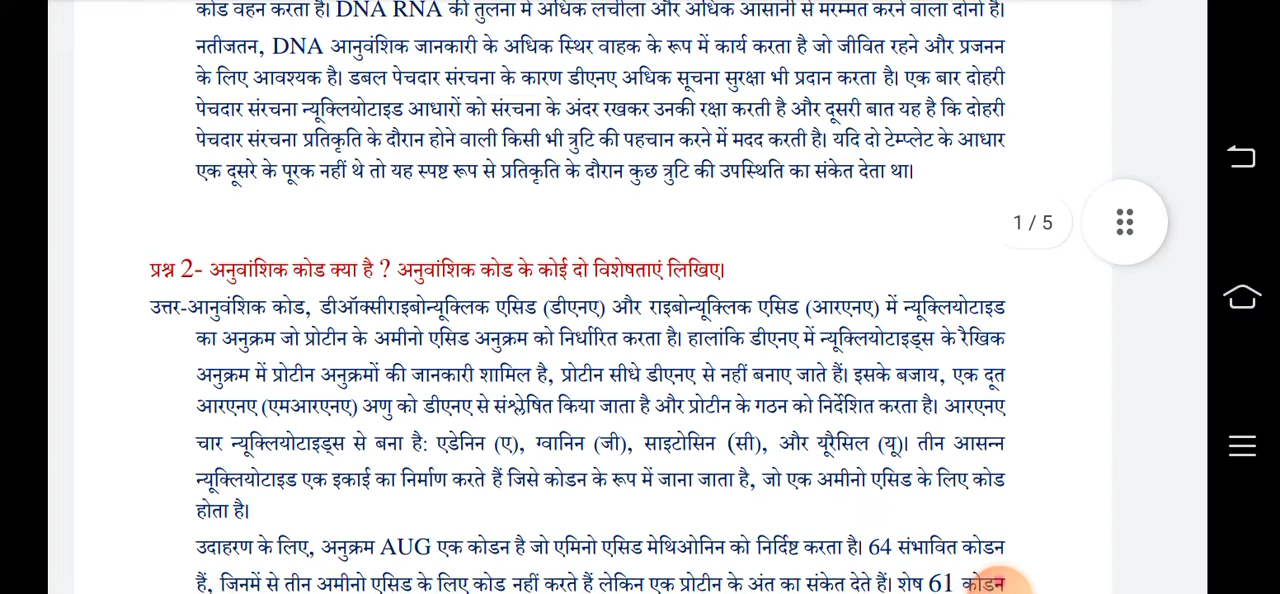 कोड वहन करता है। DNA RNA की तुलना में अधिक लचीला और अधिक आसानी से मरम्मत करने वाला दोनों है।
नतीजतन, DNA आनुवंशिक जानकारी के अधिक स्थिर वाहक के रूप में कार्य करता है जो जीवित रहने और प्रजनन
के लिए आवश्यक है। डबल पेचदार संरचना के कारण डीएनए अधिक सूचना सुरक्षा भी प्रदान करता है। एक बार दोहरी
पेचदार संरचना न्यूक्लियोटाइड आधारों को संरचना के अंदर रखकर उनकी रक्षा करती है और दूसरी बात यह है कि दोहरी
पेचदार संरचना प्रतिकृति के दौरान होने वाली किसी भी त्रुटि की पहचान करने में मदद करती है। यदि दो टेम्प्लेट के आधार
एक दूसरे के पूरक नहीं थे तो यह स्पष्ट रूप से प्रतिकृति के दौरान कुछ त्रुटि की उपस्थिति का संकेत देता था।
1 / 5
प्रश्न 2- अनुवांशिक कोड क्या है ? अनुवांशिक कोड के कोई दो विशेषताएं लिखिए।
उत्तर-आनुवंशिक कोड, डीऑक्सीराइबोन्यूक्लिक एसिड (डीएनए) और राइबोन्यूक्लिक एसिड (आरएनए) में न्यूक्लियोटाइड
का अनुक्रम जो प्रोटीन के अमीनो एसिड अनुक्रम को निर्धारित करता है। हालांकि डीएनए में न्यूक्लियोटाइड्स के रैखिक
अनुक्रम में प्रोटीन अनुक्रमों की जानकारी शामिल है, प्रोटीन सीधे डीएनए से नहीं बनाए जाते हैं। इसके बजाय, एक दूत
आरएनए (एमआरएनए) अणु को डीएनए से संश्लेषित किया जाता है और प्रोटीन के गठन को निर्देशित करता है। आरएनए
चार न्यूक्लियोटाइड्स से बना है: एडेनिन (ए), ग्वानिन (जी), साइटोसिन (सी), और यूरैसिल (यू)। तीन आसन्न
न्यूक्लियोटाइड एक इकाई का निर्माण करते हैं जिसे कोडन के रूप में जाना जाता है, जो एक अमीनो एसिड के लिए कोड
होता है।
उदाहरण के लिए, अनुक्रम AUG एक कोडन है जो एमिनो एसिड मेथिओनिन को निर्दिष्ट करता है। 64 संभावित कोडन
हैं, जिनमें से तीन अमीनो एसिड के लिए कोड नहीं करते हैं लेकिन एक प्रोटीन के अंत का संकेत देते हैं। शेष 61 कोडन